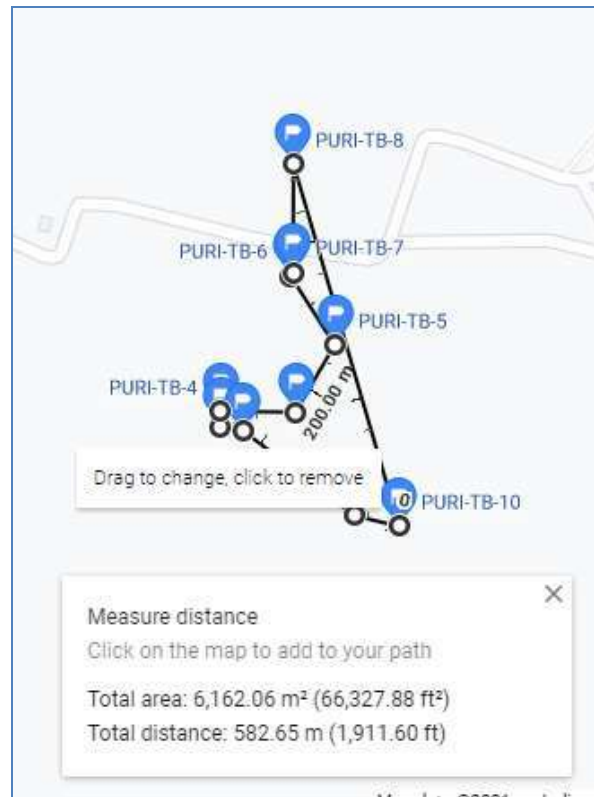 PURI-TB-8
PURI-TB-6 PURI-TB-7
PURI-TB-5
PURI-TB-4
200.00 m
Drag to change, click to remove
0
PURI-TB-10
Measure distance
Click on the map to add to your path
Total area: 6,162.06 m² (66,327.88 ft²)
Total distance: 582.65 m (1,911.60 ft)